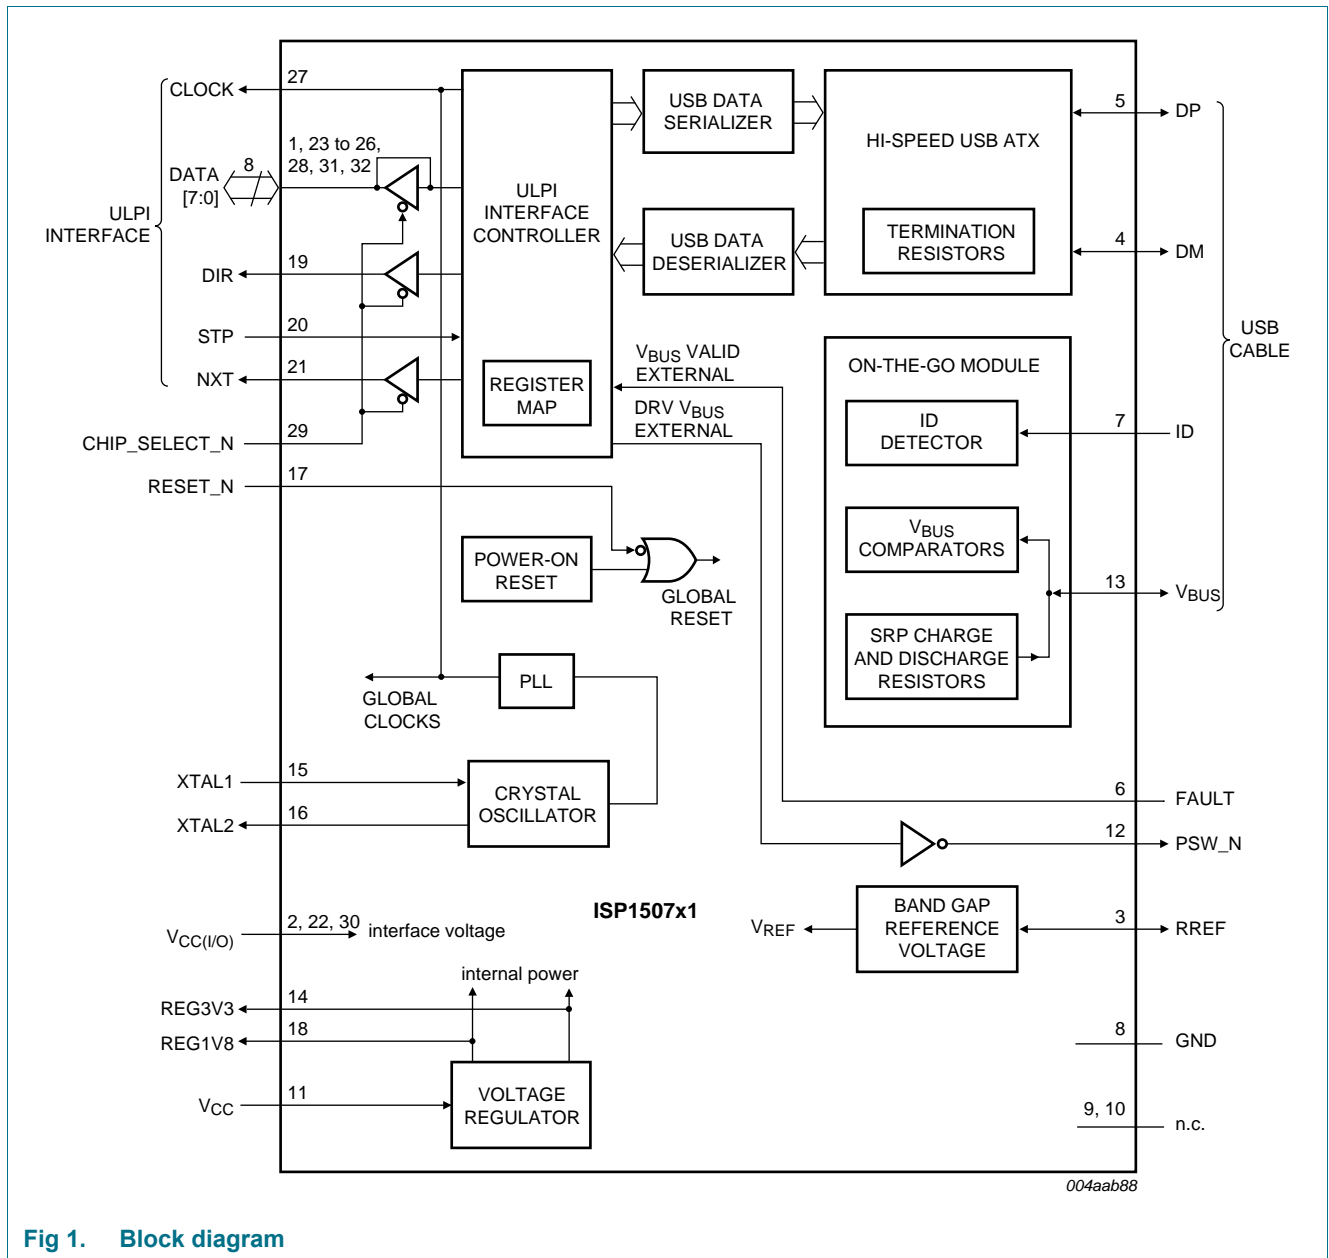 CLOCK
27
1, 23 to 26,
28, 31, 32
DATA
[7:0]
8
ULPI
INTERFACE
DIR
19
STP
20
NXT
21
CHIP_SELECT_N
29
RESET_N
17
ULPI
INTERFACE
CONTROLLER
REGISTER
MAP
USB DATA
SERIALIZER
USB DATA
DESERIALIZER
HI-SPEED USB ATX
TERMINATION
RESISTORS
5
DP
4
DM
USB
CABLE
VBUS VALID
EXTERNAL
DRV VBUS
EXTERNAL
ON-THE-GO MODULE
ID
DETECTOR
7
ID
VBUS
COMPARATORS
13
VBUS
SRP CHARGE
AND DISCHARGE
RESISTORS
POWER-ON
RESET
GLOBAL
RESET
PLL
GLOBAL
CLOCKS
XTAL1
15
XTAL2
16
CRYSTAL
OSCILLATOR
6
FAULT
12
PSW_N
ISP1507x1
VREF
BAND GAP
REFERENCE
VOLTAGE
3
RREF
VCC(I/O)
2, 22, 30
interface voltage
internal power
REG3V3
14
REG1V8
18
VCC
11
VOLTAGE
REGULATOR
8
GND
9, 10
n.c.
004aab88
Fig 1. Block diagram